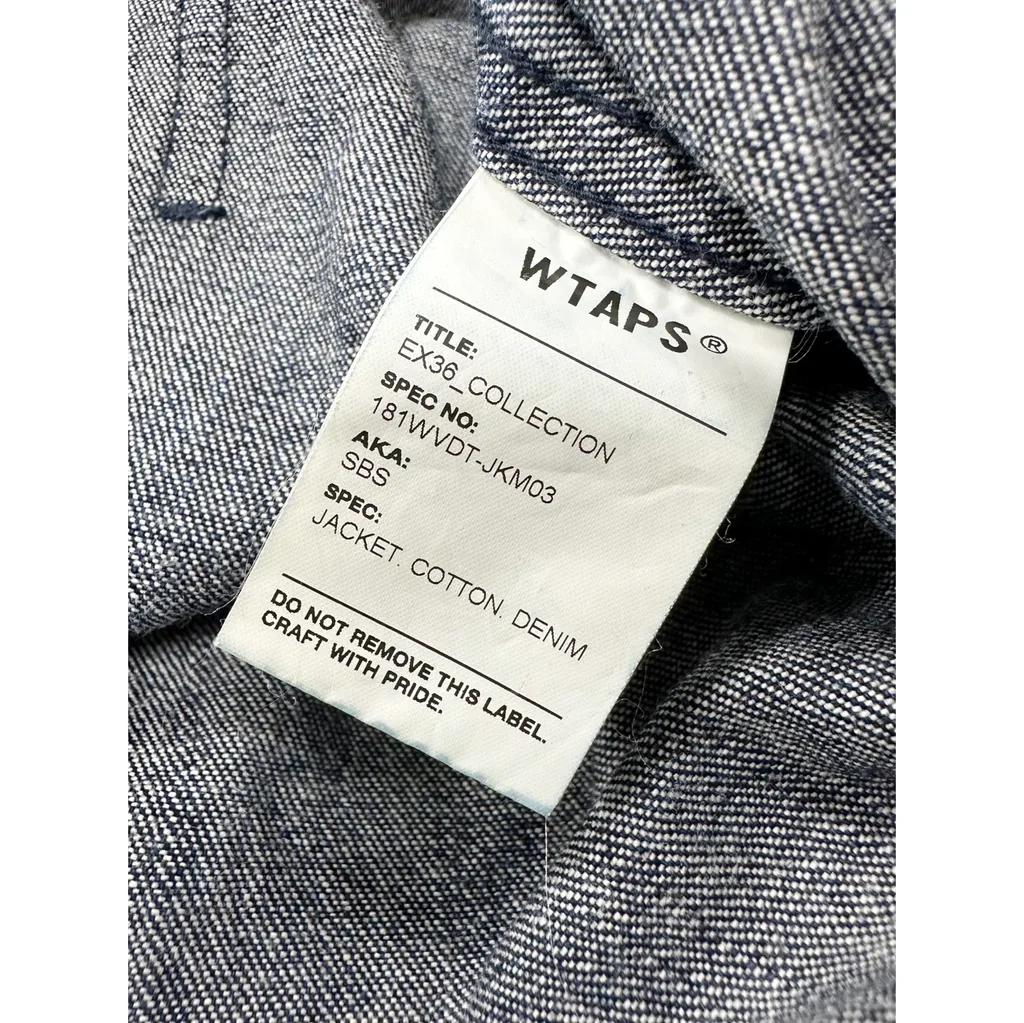 WTAPS®
TITLE:
EX36_COLLECTION
SPEC NO:
181WVDT-JKM03
AKA:
SBS
SPEC:
JACKET. COTTON. DENIM
DO NOT REMOVE THIS LABEL.
CRAFT WITH PRIDE.